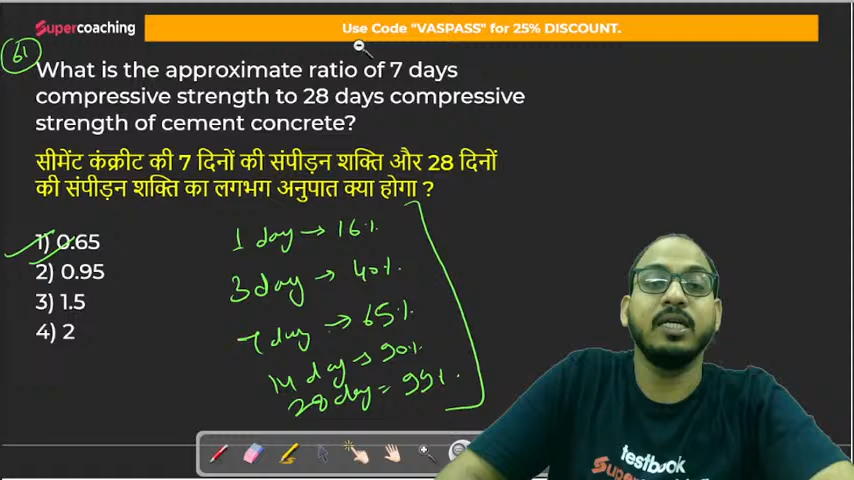 Supercoaching
Use Code "VASPASS" for 25% DISCOUNT.
61
What is the approximate ratio of 7 days
compressive strength to 28 days compressive
strength of cement concrete?
सीमेंट कंक्रीट की 7 दिनों की संपीड़न शक्ति और 28 दिनों
की संपीड़न शक्ति का लगभग अनुपात क्या होगा ?
1) 0.65
2) 0.95
3) 1.5
4) 2
1 day → 16%
3 day → 40%
7 day → 65%
14 day → 90%
28 day = 99%
testbook